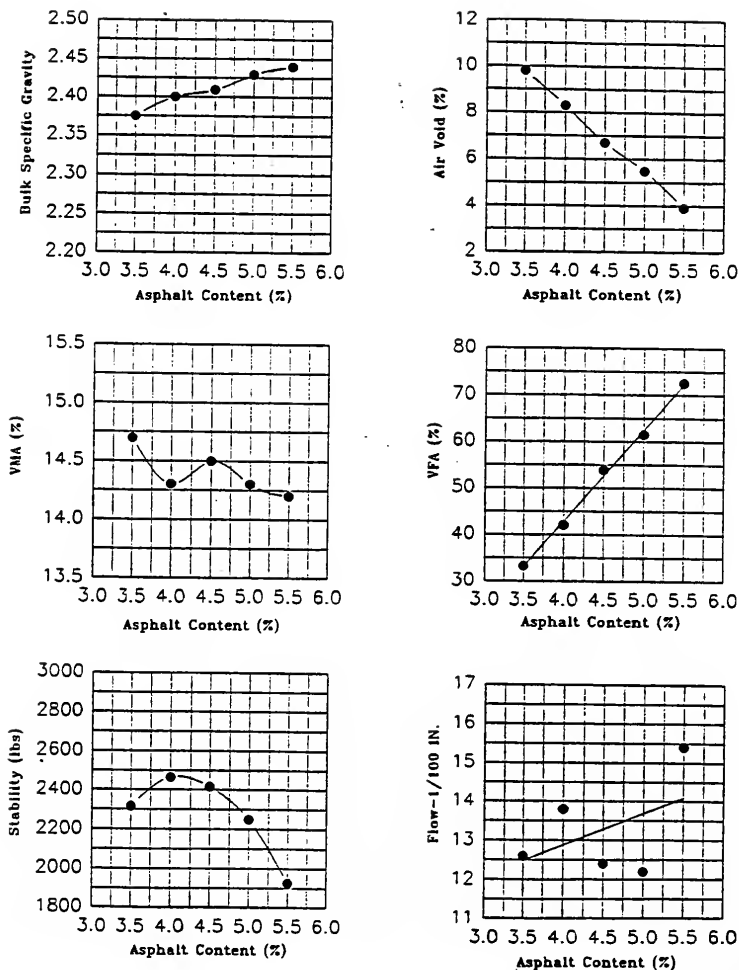 2.50
2.45
2.40
2.35
2.30
2.25
2.20
Bulk Specific Gravity
3.0 3.5 4.0 4.5 5.0 5.5 6.0
Asphalt Content (%)
12
10
8
6
4
2
Air Void (%)
3.0 3.5 4.0 4.5 5.0 5.5 6.0
Asphalt Content (%)
15.5
15.0
14.5
14.0
13.5
VMA (%)
3.0 3.5 4.0 4.5 5.0 5.5 6.0
Asphalt Content (%)
80
70
60
50
40
30
VFA (%)
3.0 3.5 4.0 4.5 5.0 5.5 6.0
Asphalt Content (%)
3000
2800
2600
2400
2200
2000
1800
Stability (lbs)
3.0 3.5 4.0 4.5 5.0 5.5 6.0
Asphalt Content (%)
17
16
15
14
13
12
11
Flow-1/100 IN.
3.0 3.5 4.0 4.5 5.0 5.5 6.0
Asphalt Content (%)